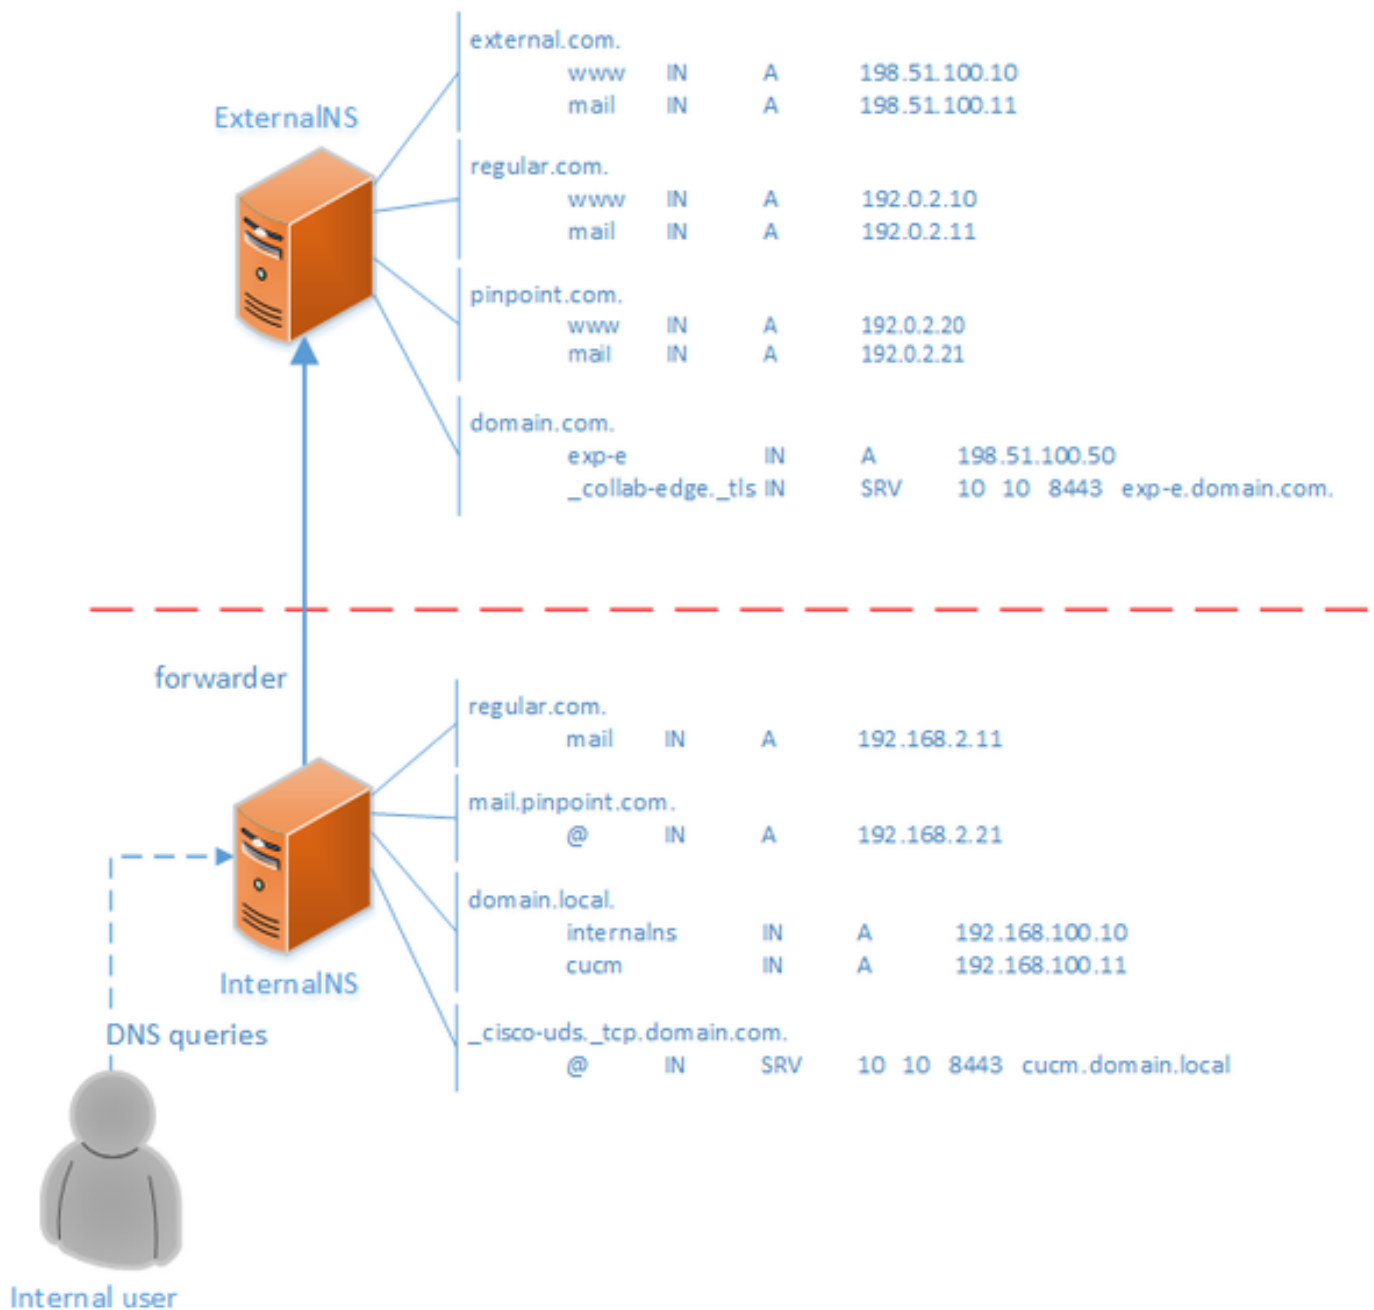 external.com.
www IN A 198.51.100.10
mail IN A 198.51.100.11
ExternalNS
regular.com.
www IN A 192.0.2.10
mail IN A 192.0.2.11
pinpoint.com.
www IN A 192.0.2.20
mail IN A 192.0.2.21
domain.com.
exp-e IN A 198.51.100.50
_collab-edge._tls IN SRV 10 10 8443 exp-e.domain.com.
forwarder
regular.com.
mail IN A 192.168.2.11
mail.pinpoint.com.
@ IN A 192.168.2.21
domain.local.
internalns IN A 192.168.100.10
cucm IN A 192.168.100.11
InternalNS
_cisco-uds._tcp.domain.com.
@ IN SRV 10 10 8443 cucm.domain.local
DNS queries
Internal user